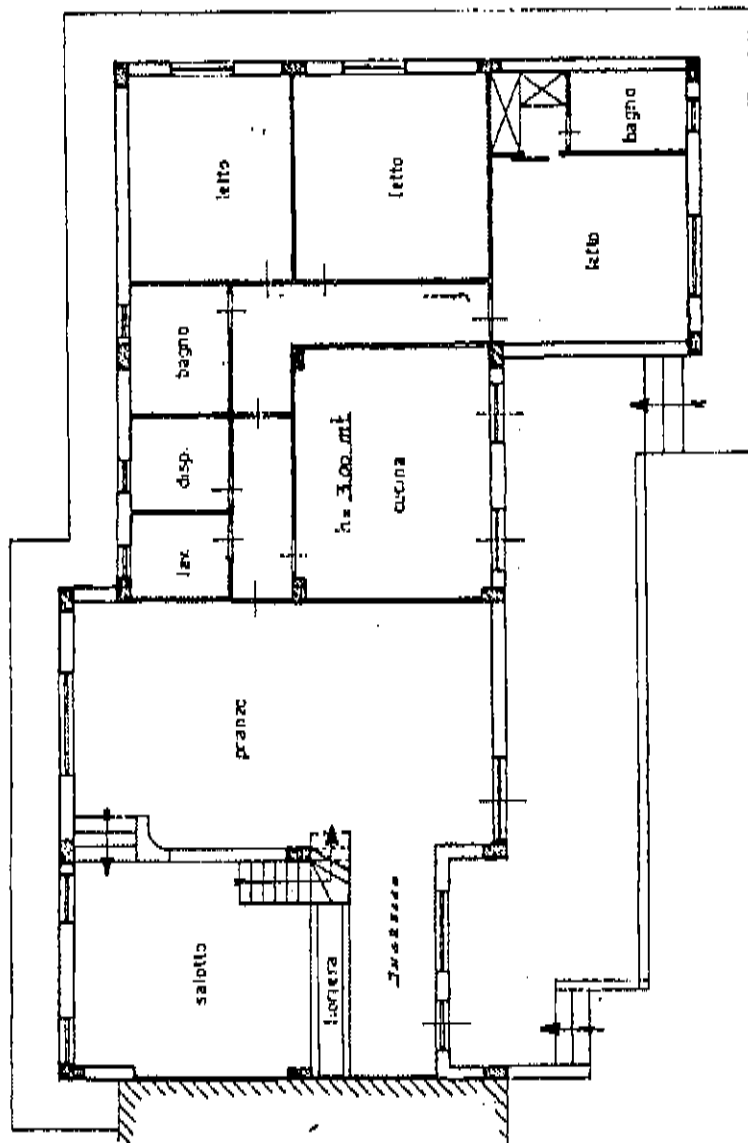 letto
letto
bagno
letto
bagno
disp.
lav.
h = 3,00 mt
cucina
pranzo
salotto
fioriera
ingresso